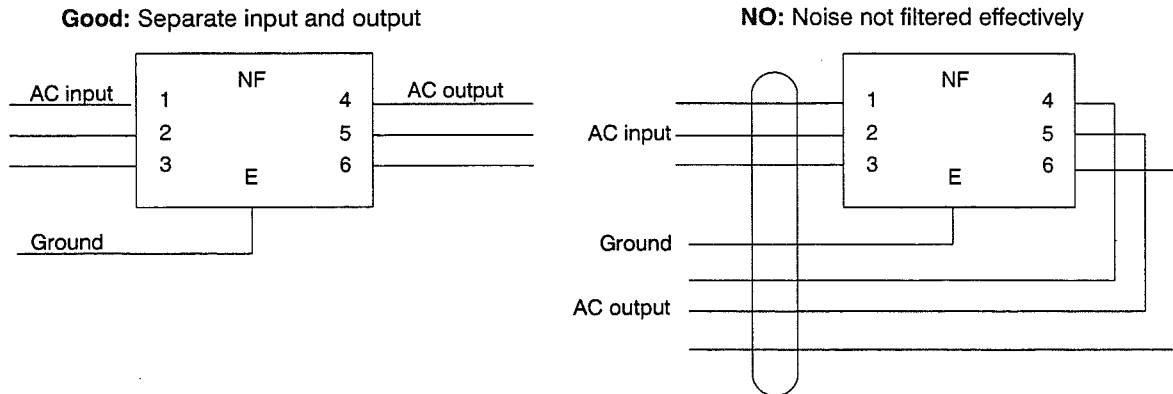 Good: Separate input and output
NF
AC input
1
4
AC output
2
5
3
6
E
Ground
NO: Noise not filtered effectively
NF
1
4
AC input
2
5
3
6
E
Ground
AC output